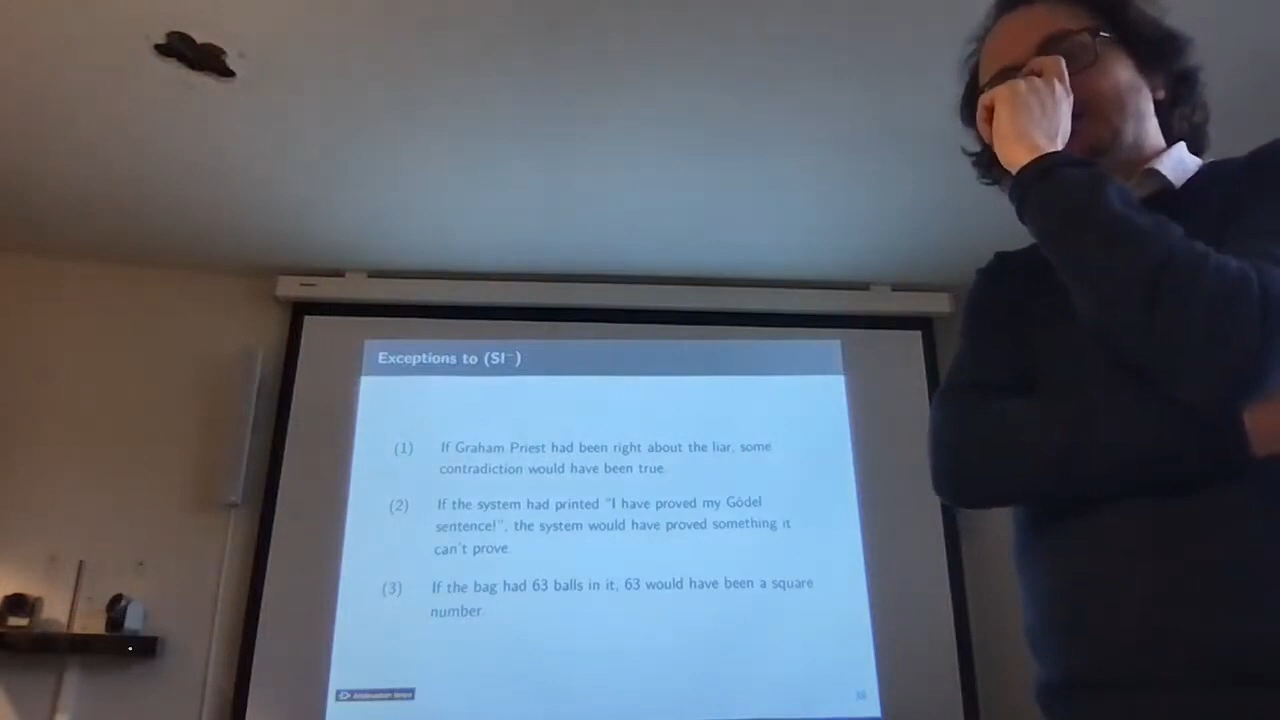 Exceptions to (SI⁻)
(1) If Graham Priest had been right about the liar, some
contradiction would have been true.
(2) If the system had printed "I have proved my Gödel
sentence!", the system would have proved something it
can't prove.
(3) If the bag had 63 balls in it, 63 would have been a square
number.